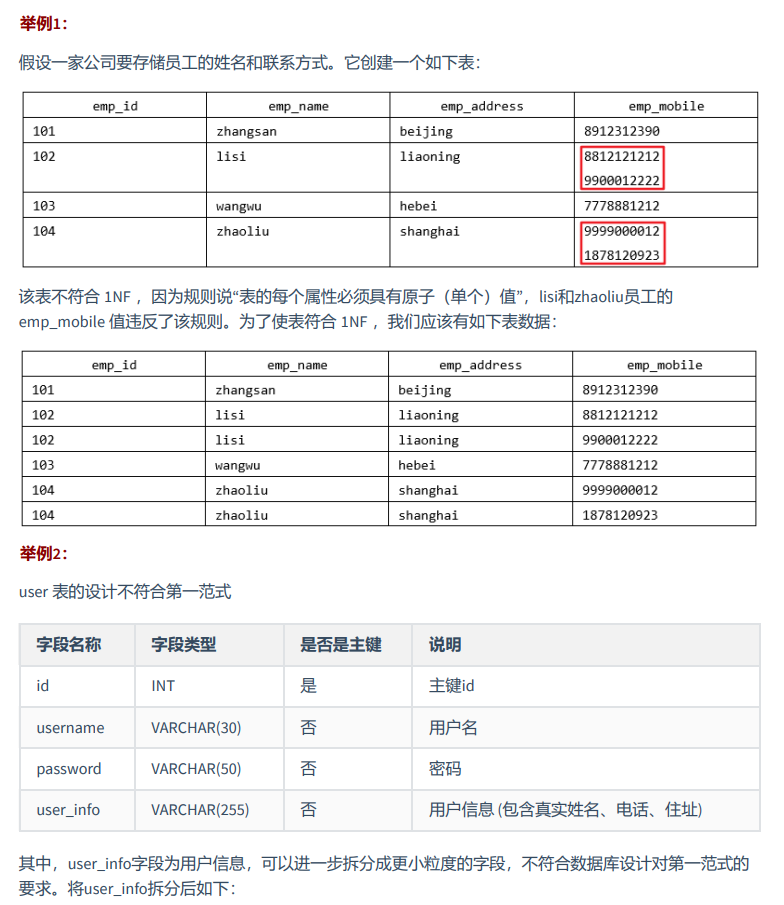 举例1：
假设一家公司要存储员工的姓名和联系方式。它创建一个如下表：
emp_id emp_name emp_address emp_mobile
101 zhangsan beijing 8912312390
102 lisi liaoning 8812121212
9900012222
103 wangwu hebei 7778881212
104 zhaoliu shanghai 9999000012
1878120923
该表不符合 1NF ，因为规则说“表的每个属性必须具有原子（单个）值”，lisi和zhaoliu员工的
emp_mobile 值违反了该规则。为了使表符合 1NF ，我们应该有如下表数据：
emp_id emp_name emp_address emp_mobile
101 zhangsan beijing 8912312390
102 lisi liaoning 8812121212
102 lisi liaoning 9900012222
103 wangwu hebei 7778881212
104 zhaoliu shanghai 9999000012
104 zhaoliu shanghai 1878120923
举例2：
user 表的设计不符合第一范式
字段名称 字段类型 是否是主键 说明
id INT 是 主键id
username VARCHAR(30) 否 用户名
password VARCHAR(50) 否 密码
user_info VARCHAR(255) 否 用户信息 (包含真实姓名、电话、住址)
其中，user_info字段为用户信息，可以进一步拆分成更小粒度的字段，不符合数据库设计对第一范式的
要求。将user_info拆分后如下：